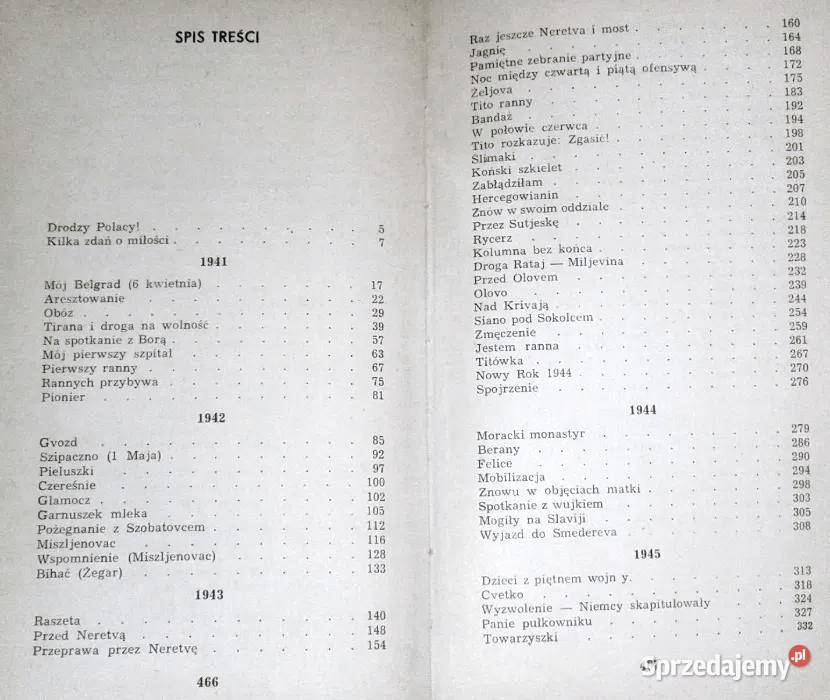 SPIS TREŚCI
Drodzy Polacy! . . . . . . . . . 5
Kilka zdań o miłości . . . . . . . . 7
1941
Mój Belgrad (6 kwietnia) . . . . . . . 17
Aresztowanie . . . . . . . . . 22
Obóz . . . . . . . . . . . 29
Tirana i droga na wolność . . . . . . . 39
Na spotkanie z Borą . . . . . . . . 57
Mój pierwszy szpital . . . . . . . . 63
Pierwszy ranny . . . . . . . . . 67
Rannych przybywa . . . . . . . . 75
Pionier . . . . . . . . . . 81
1942
Gvozd . . . . . . . . . . 85
Szipaczno (1 Maja) . . . . . . . . 92
Pieluszki . . . . . . . . . . 97
Czereśnie . . . . . . . . . . 100
Glamocz . . . . . . . . . . 102
Garnuszek mleka . . . . . . . . 105
Pożegnanie z Szobatovcem . . . . . . 112
Miszljenovac . . . . . . . . . 116
Wspomnienie (Miszljenovac) . . . . . . 128
Bihać (Żegar) . . . . . . . . . 133
1943
Raszeta . . . . . . . . . . 140
Przed Neretvą . . . . . . . . . 148
Przeprawa przez Neretvę . . . . . . . 154
466
Raz jeszcze Neretva i most . . . . . . 160
Jagnię . . . . . . . . . . 164
Pamiętne zebranie partyjne . . . . . . 168
Noc między czwartą i piątą ofensywą . . . . 172
Żeljova . . . . . . . . . . 175
Tito ranny . . . . . . . . . 183
Bandaż . . . . . . . . . . 192
W połowie czerwca . . . . . . . . 194
Tito rozkazuje: Zgasić! . . . . . . . 198
Ślimaki . . . . . . . . . . 201
Koński szkielet . . . . . . . . . 203
Zabłądziłam . . . . . . . . . 205
Hercegowianin . . . . . . . . . 207
Znów w swoim oddziale . . . . . . . 210
Przez Sutjeskę . . . . . . . . . 214
Rycerz . . . . . . . . . . 218
Kolumna bez końca . . . . . . . . 223
Droga Rataj — Miljevina . . . . . . . 228
Przed Olovem . . . . . . . . . 232
Olovo . . . . . . . . . . 239
Nad Krivają . . . . . . . . . 244
Siano pod Sokolcem . . . . . . . . 254
Zmęczenie . . . . . . . . . 259
Jestem ranna . . . . . . . . . 261
Titówka . . . . . . . . . . 267
Nowy Rok 1944 . . . . . . . . . 270
Spojrzenie . . . . . . . . . 276
1944
Moracki monastyr . . . . . . . . 279
Berany . . . . . . . . . . 286
Felice . . . . . . . . . . 290
Mobilizacja . . . . . . . . . 294
Znowu w objęciach matki . . . . . . . 298
Spotkanie z wujkiem . . . . . . . . 303
Mogiły na Slaviji . . . . . . . . 305
Wyjazd do Smedereva . . . . . . . 308
1945
Dzieci z piętnem wojn y. . . . . . . . 313
Cvetko . . . . . . . . . . 318
Wyzwolenie — Niemcy skapitulowały . . . . 324
Panie pułkowniku . . . . . . . . 327
Towarzyszki . . . . . . . . . 332
Sprzedajemy.pl